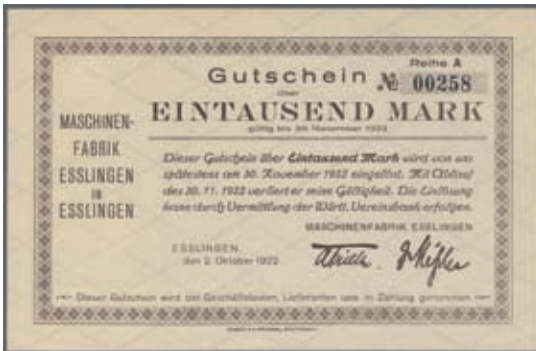 Reihe A
Gutschein № 00258
über
EINTAUSEND MARK
gültig bis 30. November 1922
MASCHINEN-
FABRIK
ESSLINGEN
IN
ESSLINGEN
Dieser Gutschein über Eintausend Mark wird von uns
spätestens am 30. November 1922 eingelöst. Mit Ablauf
des 30. 11. 1922 verliert er seine Gültigkeit. Die Einlösung
kann durch Vermittlung der Württ. Vereinsbank erfolgen.
MASCHINENFABRIK ESSLINGEN
ESSLINGEN,
den 2. Oktober 1922
Dieser Gutschein wird bei Geschäftsleuten, Lieferanten usw. in Zahlung genommen